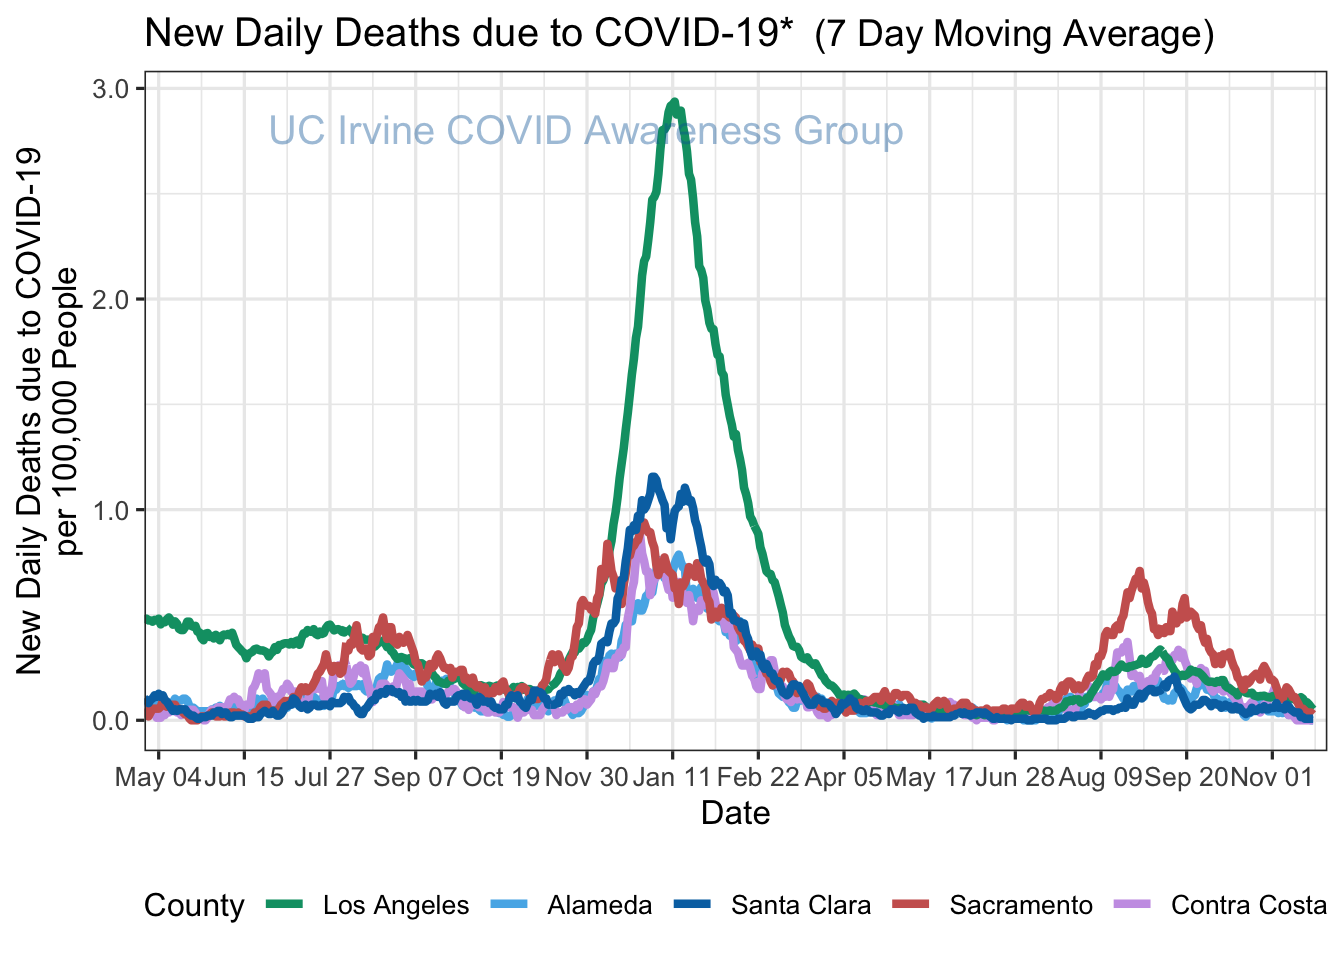 New Daily Deaths due to COVID-19* (7 Day Moving Average)
UC Irvine COVID Awareness Group
New Daily Deaths due to COVID-19
per 100,000 People
3.0
2.0
1.0
0.0
May 04 Jun 15 Jul 27 Sep 07 Oct 19 Nov 30 Jan 11 Feb 22 Apr 05 May 17 Jun 28 Aug 09 Sep 20 Nov 01
Date
County Los Angeles Alameda Santa Clara Sacramento Contra Costa